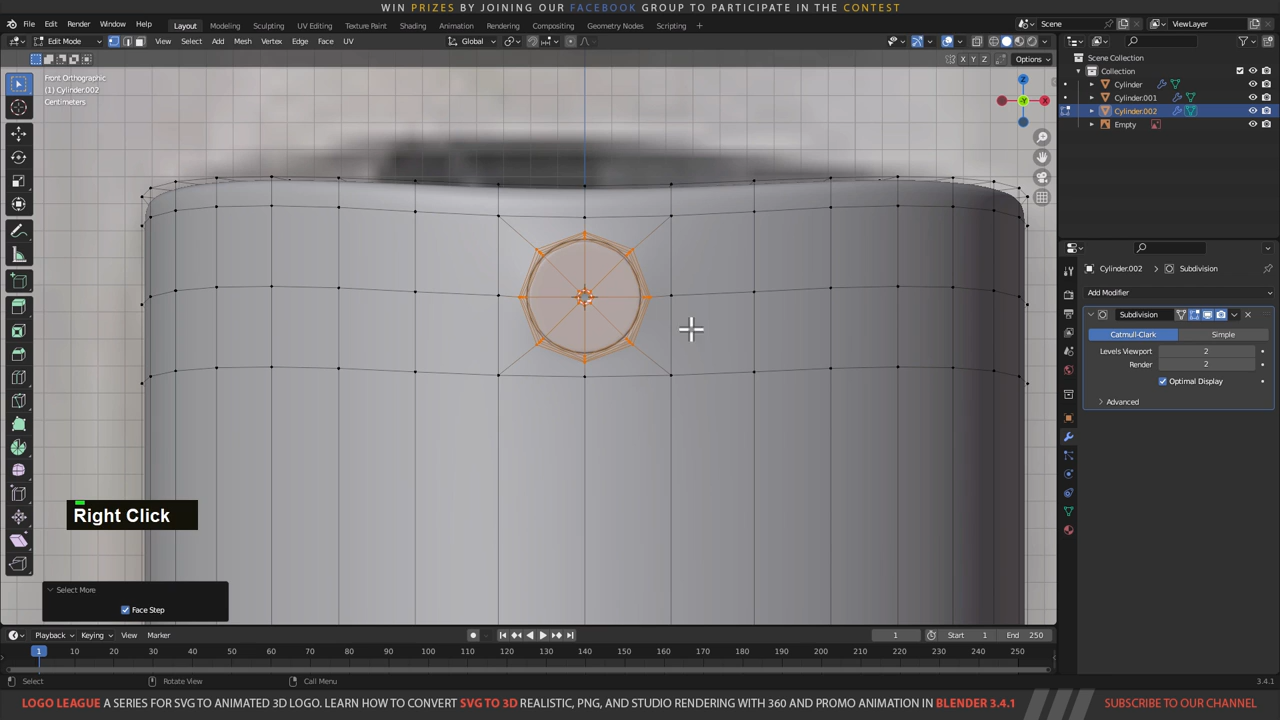 WIN PRIZES BY JOINING OUR FACEBOOK GROUP TO PARTICIPATE IN THE CONTEST
File Edit Render Window Help Layout Modeling Sculpting UV Editing Texture Paint Shading Animation Rendering Compositing Geometry Nodes Scripting + Scene ViewLayer
Edit Mode View Select Add Mesh Vertex Edge Face UV Global
X Y Z Options
Front Orthographic
(1) Cylinder.002
Centimeters
Z
X
Y
Scene Collection
Collection
Cylinder
Cylinder.001
Cylinder.002
Empty
Cylinder.002 > Subdivision
Add Modifier
Subdivision
Catmull-Clark Simple
Levels Viewport 2
Render 2
Optimal Display
Advanced
Right Click
Select More
Face Step
Playback Keying View Marker 1 Start 1 End 250
1 10 20 30 40 50 60 70 80 90 100 110 120 130 140 150 160 170 180 190 200 210 220 230 240 250
Select Rotate View Call Menu 3.4.1
LOGO LEAGUE A SERIES FOR SVG TO ANIMATED 3D LOGO. LEARN HOW TO CONVERT SVG TO 3D REALISTIC, PNG, AND STUDIO RENDERING WITH 360 AND PROMO ANIMATION IN BLENDER 3.4.1 SUBSCRIBE TO OUR CHANNEL